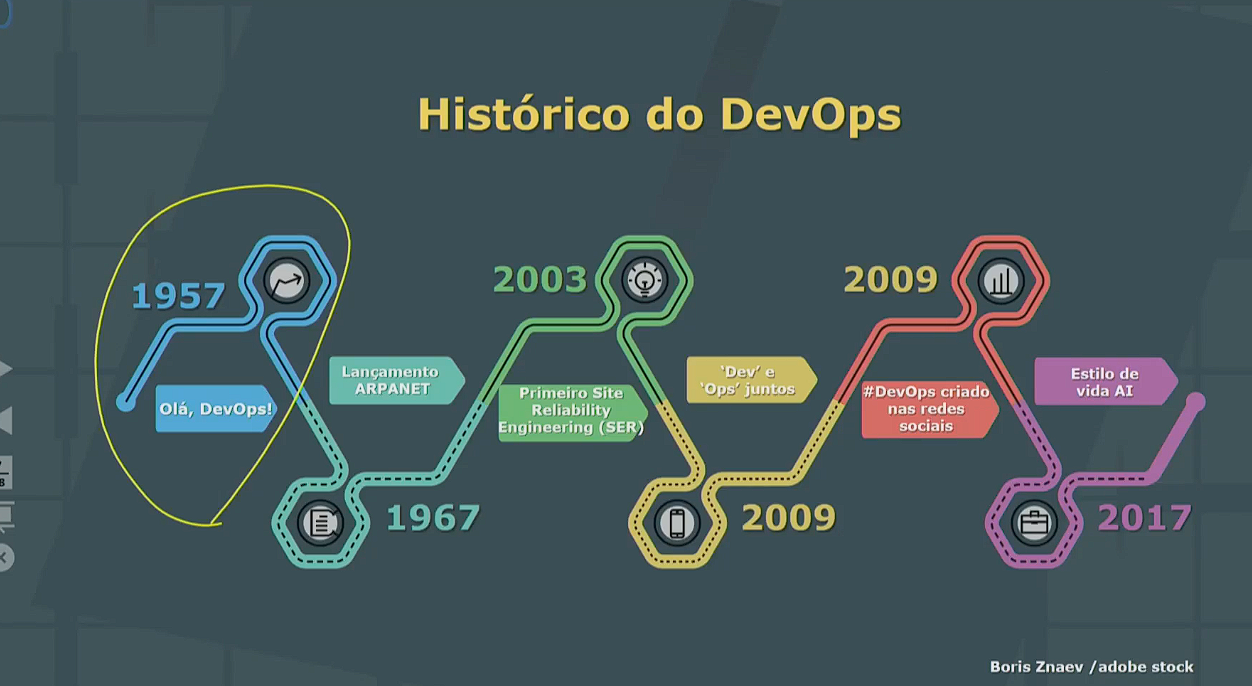 Histórico do DevOps
1957
Olá, DevOps!
Lançamento
ARPANET
1967
2003
Primeiro Site
Reliability
Engineering (SER)
‘Dev’ e
‘Ops’ juntos
2009
2009
#DevOps criado
nas redes
sociais
Estilo de
vida AI
2017
Boris Znaev /adobe stock